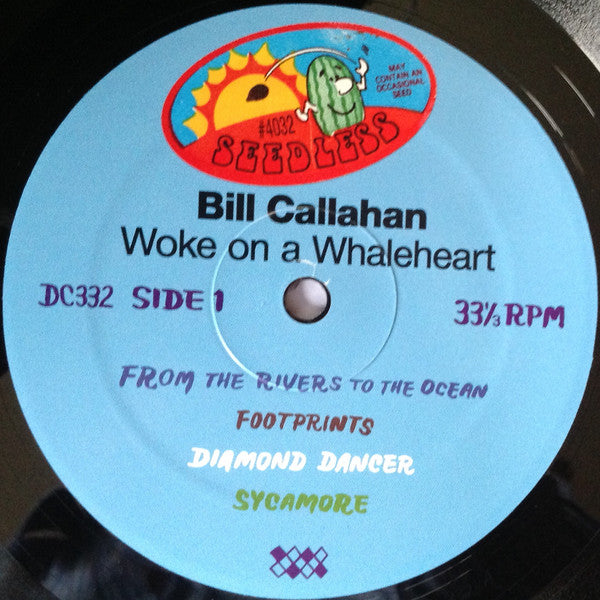 MAY
CONTAIN AN
OCCASIONAL
SEED
#4032
SEEDLESS
Bill Callahan
Woke on a Whaleheart
DC332 SIDE 1 33⅓ RPM
FROM THE RIVERS TO THE OCEAN
FOOTPRINTS
DIAMOND DANCER
SYCAMORE